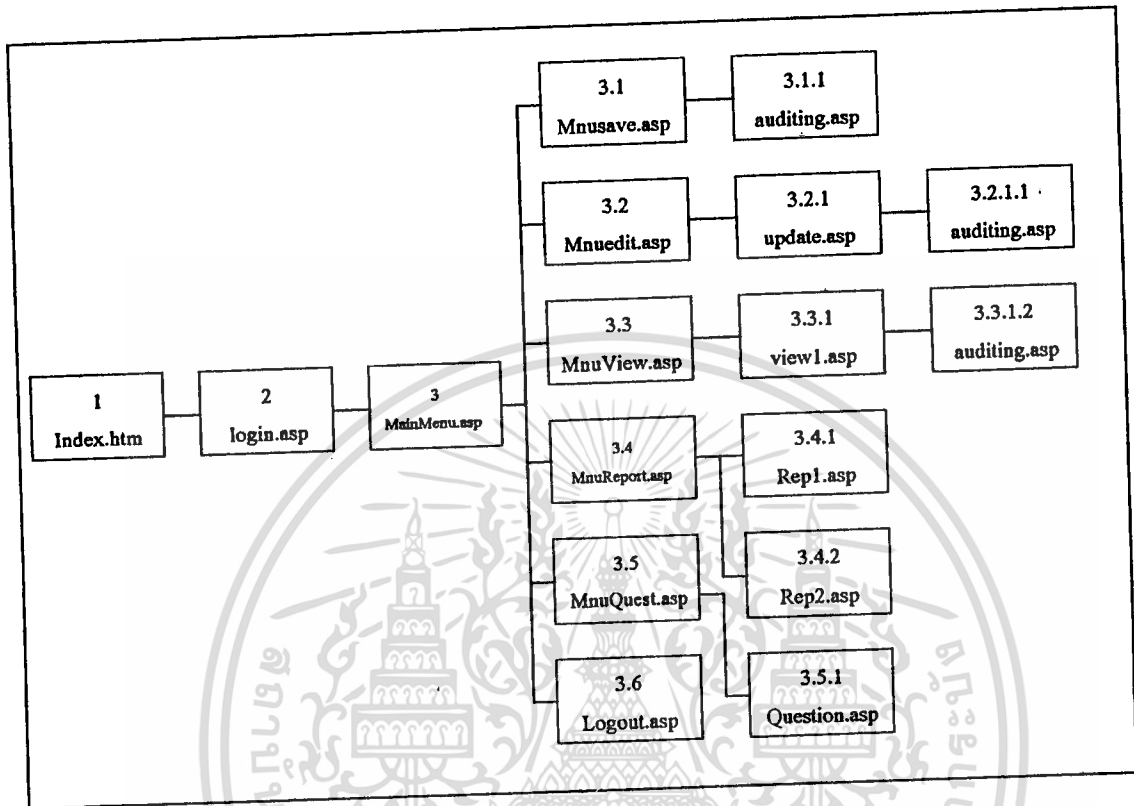 3.1
Mnusave.asp
3.1.1
auditing.asp
3.2
Mnuedit.asp
3.2.1
update.asp
3.2.1.1
auditing.asp
3.3
MnuView.asp
3.3.1
view1.asp
3.3.1.2
auditing.asp
1
Index.htm
2
login.asp
3
MainMenu.asp
3.4
MnuReport.asp
3.4.1
Rep1.asp
3.5
MnuQuest.asp
3.4.2
Rep2.asp
3.6
Logout.asp
3.5.1
Question.asp